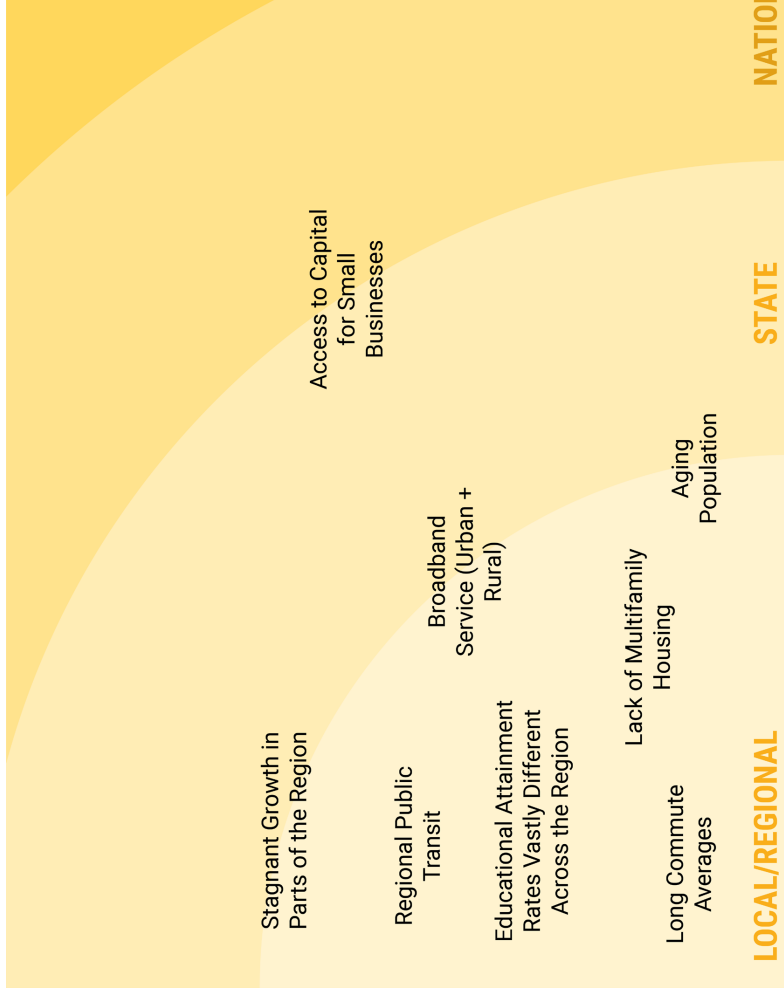 Stagnant Growth in
Parts of the Region
Access to Capital
for Small
Businesses
Regional Public
Transit
Broadband
Service (Urban +
Rural)
Educational Attainment
Rates Vastly Different
Across the Region
Lack of Multifamily
Housing
Long Commute
Averages
Aging
Population
LOCAL/REGIONAL
STATE